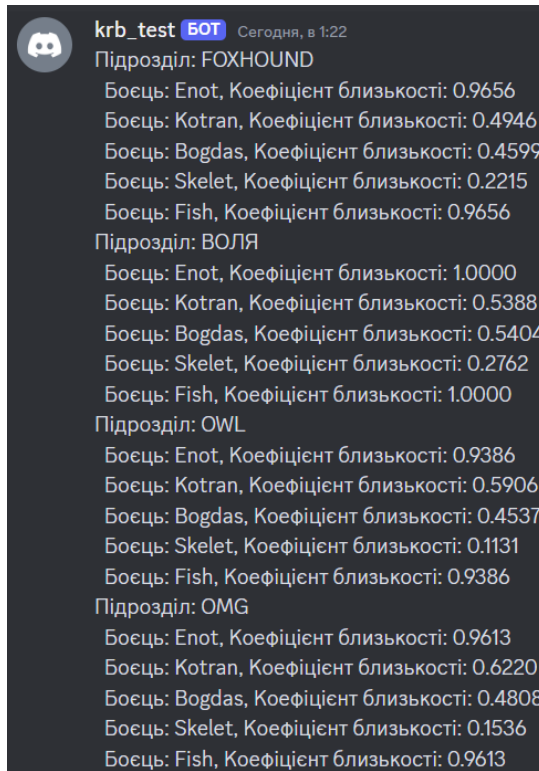 krb_test БОТ Сегодня, в 1:22
Підрозділ: FOXHOUND
Боєць: Enot, Коефіцієнт близькості: 0.9656
Боєць: Kotran, Коефіцієнт близькості: 0.4946
Боєць: Bogdas, Коефіцієнт близькості: 0.4599
Боєць: Skelet, Коефіцієнт близькості: 0.2215
Боєць: Fish, Коефіцієнт близькості: 0.9656
Підрозділ: ВОЛЯ
Боєць: Enot, Коефіцієнт близькості: 1.0000
Боєць: Kotran, Коефіцієнт близькості: 0.5388
Боєць: Bogdas, Коефіцієнт близькості: 0.5404
Боєць: Skelet, Коефіцієнт близькості: 0.2762
Боєць: Fish, Коефіцієнт близькості: 1.0000
Підрозділ: OWL
Боєць: Enot, Коефіцієнт близькості: 0.9386
Боєць: Kotran, Коефіцієнт близькості: 0.5906
Боєць: Bogdas, Коефіцієнт близькості: 0.4537
Боєць: Skelet, Коефіцієнт близькості: 0.1131
Боєць: Fish, Коефіцієнт близькості: 0.9386
Підрозділ: OMG
Боєць: Enot, Коефіцієнт близькості: 0.9613
Боєць: Kotran, Коефіцієнт близькості: 0.6220
Боєць: Bogdas, Коефіцієнт близькості: 0.4808
Боєць: Skelet, Коефіцієнт близькості: 0.1536
Боєць: Fish, Коефіцієнт близькості: 0.9613